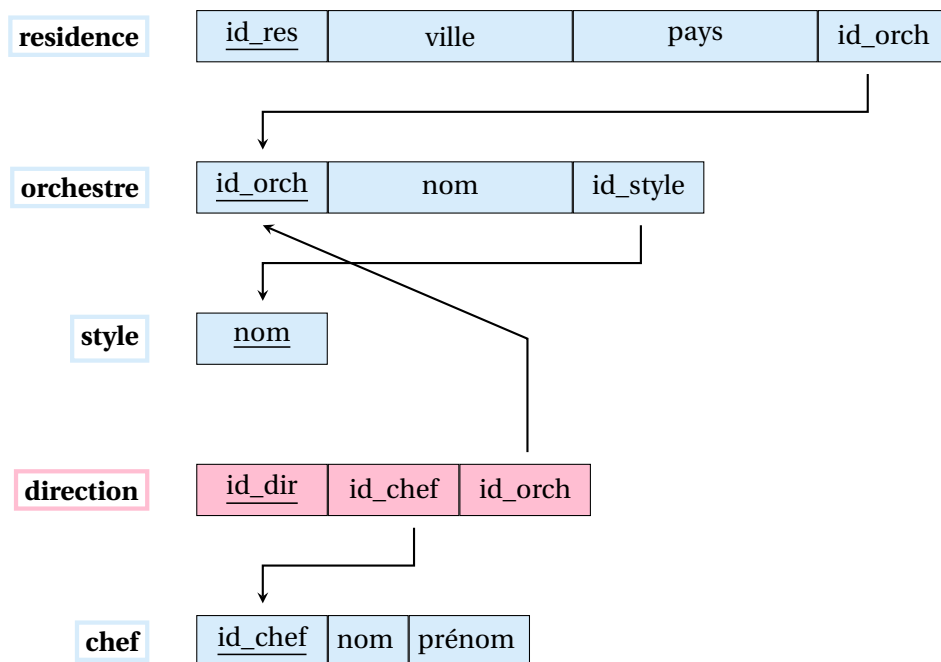 residence id_res ville pays id_orch
orchestre id_orch nom id_style
style nom
direction id_dir id_chef id_orch
chef id_chef nom prénom